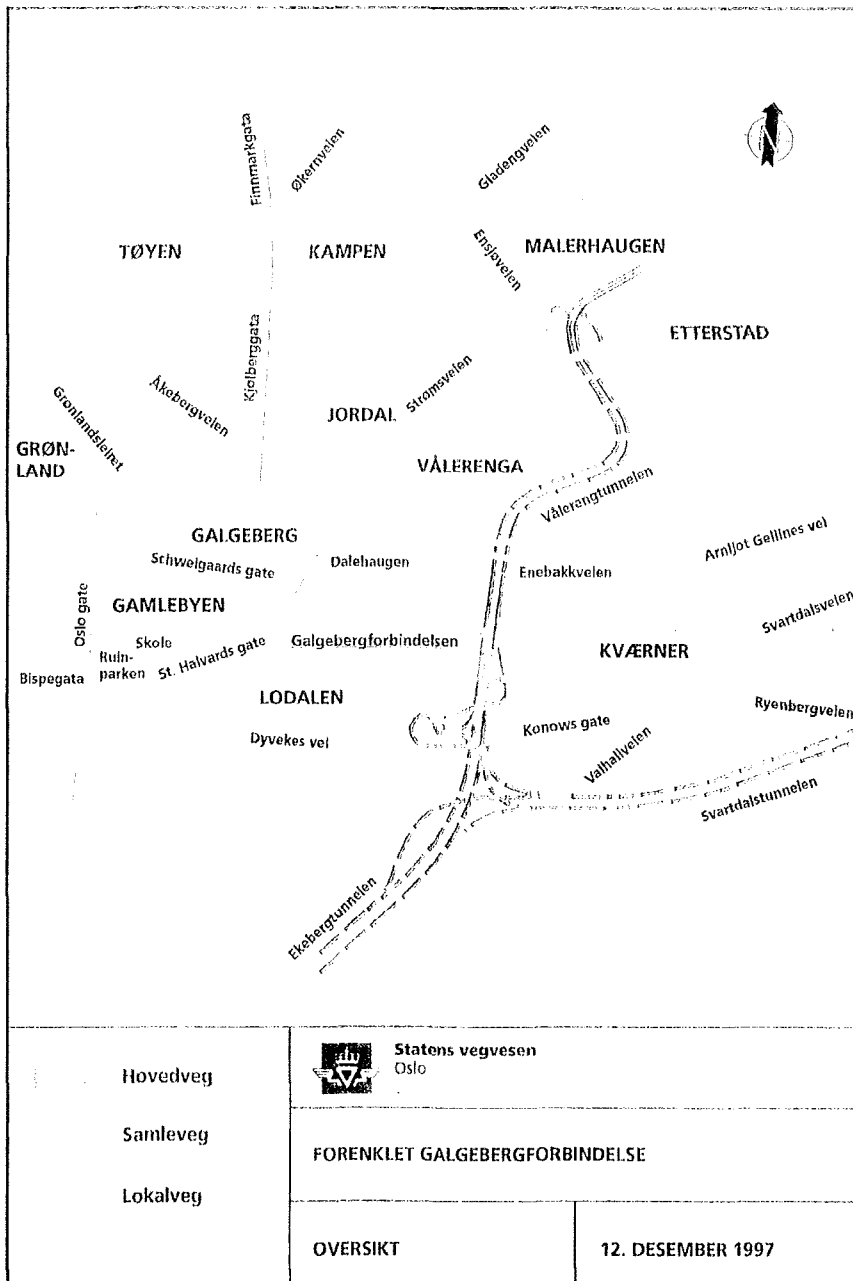 N
Finnmarkgata
Økernveien
Gladengveien
TØYEN
KAMPEN
Ensjøveien
MALERHAUGEN
ETTERSTAD
Kjølberggata
Grønlandsleiret
Åkebergveien
Strømsveien
JORDAL
GRØN-
LAND
VÅLERENGA
Vålerangtunnelen
GALGEBERG
Schweigaards gate
Dalehaugen
Enebakkveien
Arnljot Gellines vei
Oslo gate
GAMLEBYEN
Svartdalsveien
Skole
Ruin-
parken
St. Halvards gate
Galgebergforbindelsen
KVÆRNER
Bispegata
LODALEN
Ryenbergveien
Dyvekes vei
Konows gate
Valhallveien
Svartdalstunnelen
Ekebergtunnelen
Hovedveg
Samleveg
Lokalveg
Statens vegvesen
Oslo
FORENKLET GALGEBERGFORBINDELSE
OVERSIKT
12. DESEMBER 1997